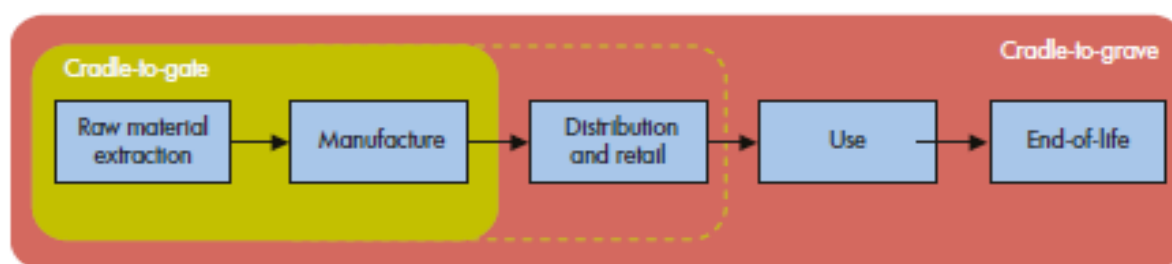 Cradle-to-grave
Cradle-to-gate
Raw material
extraction
Manufacture
Distribution
and retail
Use
End-of-life